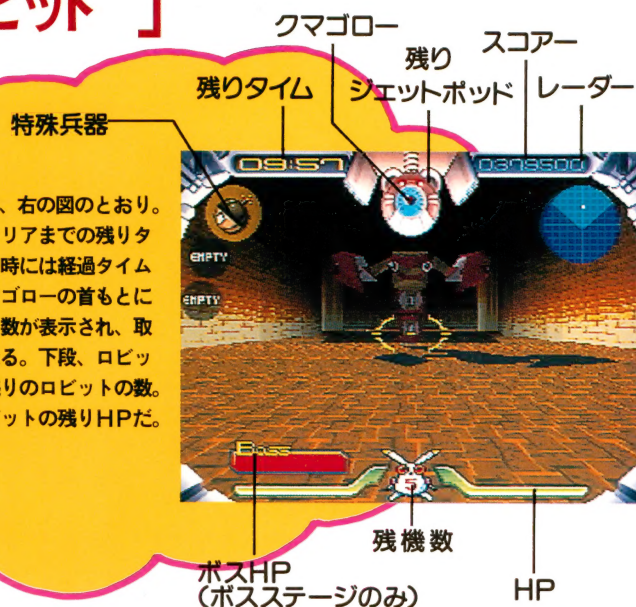 ビット 」
クマゴロー
残り
ジェットポッド
スコアー
レーダー
残りタイム
特殊兵器
、右の図のとおり。
リアまでの残りタ
時には経過タイム
ゴローの首もとに
数が表示され、取
る。下段、ロビッ
りのロビットの数。
ットの残りHPだ。
09:57
0378500
EMPTY
EMPTY
Boss
5
残機数
ボスHP
（ボスステージのみ）
HP